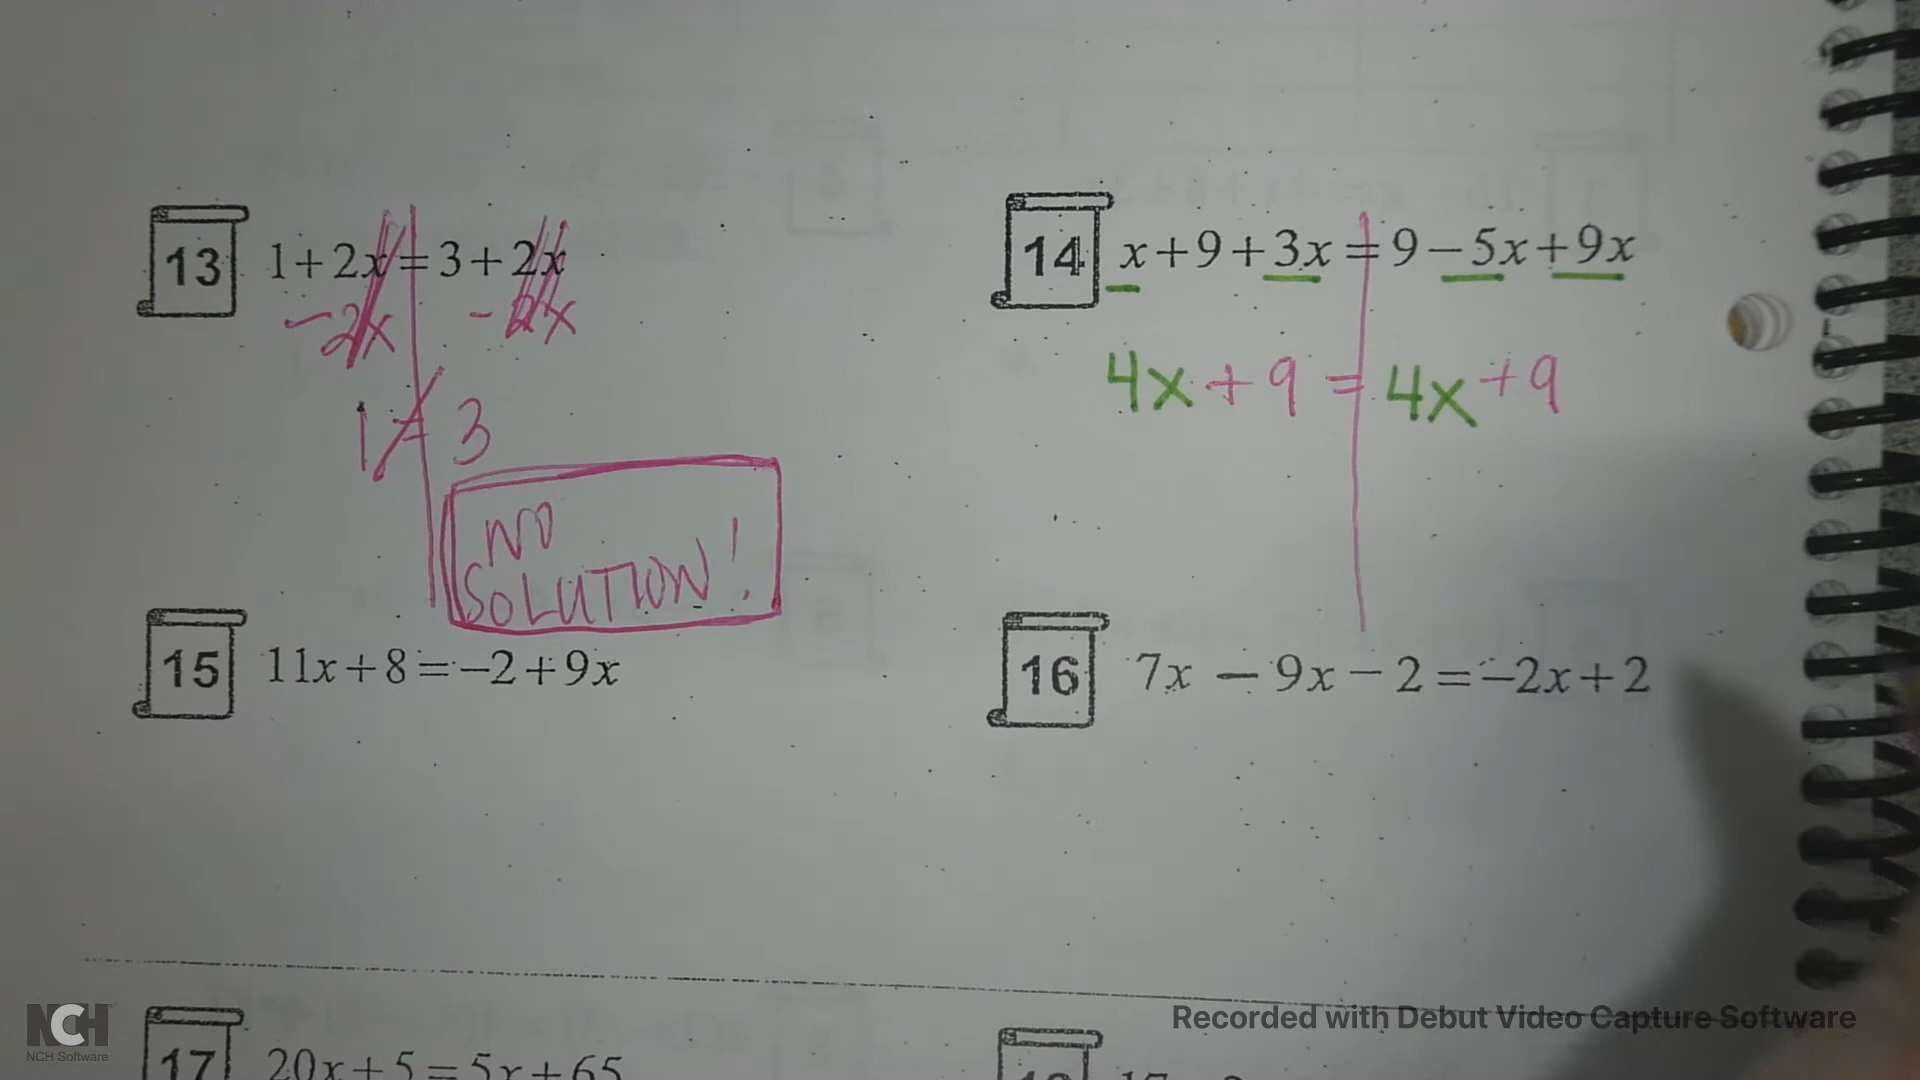 13 1+2x=3+2x
-2x -2x
1≠3
NO
SOLUTION!
14 x+9+3x=9-5x+9x
4x+9=4x+9
15 11x+8=-2+9x
16 7x-9x-2=-2x+2
17 20x+5=5x+65
NCH
NCH Software
Recorded with Debut Video Capture Software